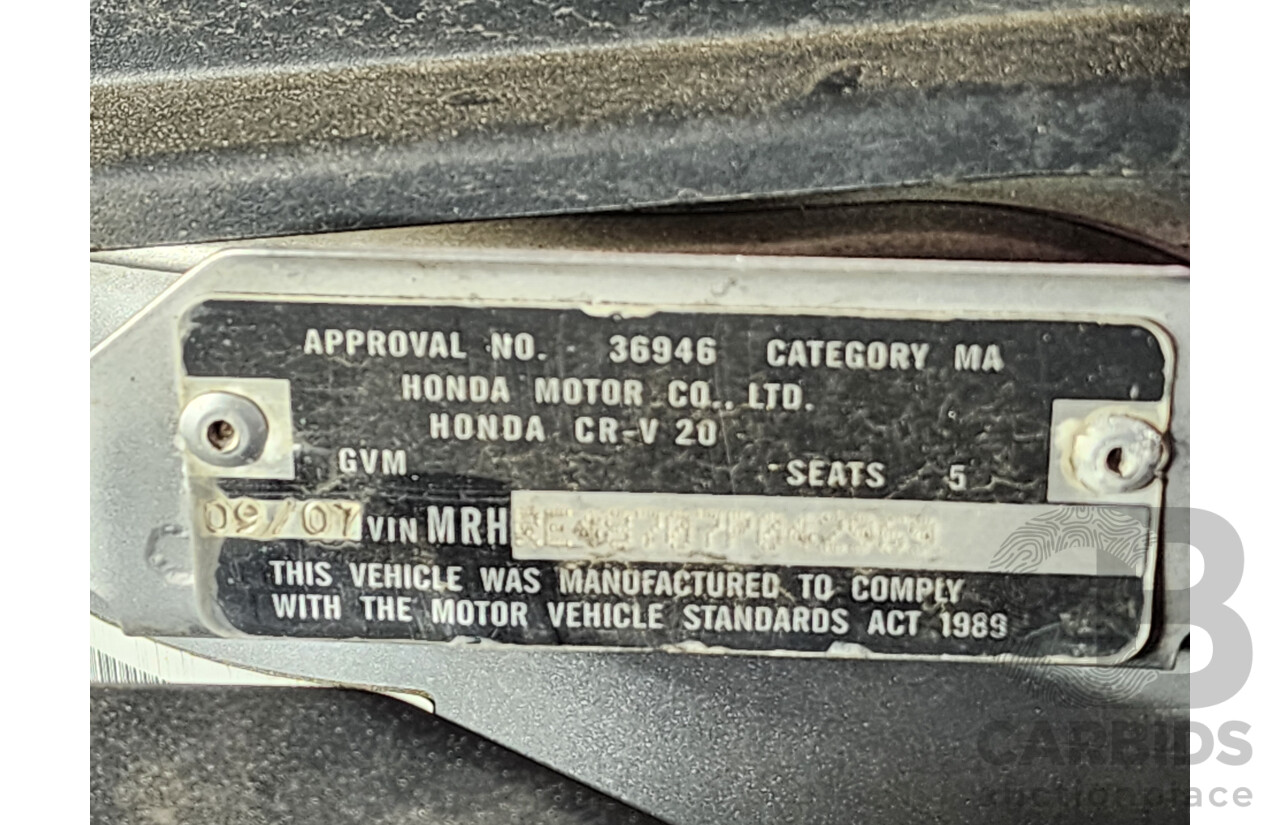 APPROVAL NO. 36946 CATEGORY MA
HONDA MOTOR CO., LTD.
HONDA CR-V 20
GVM SEATS 5
09/07 VIN MRH
THIS VEHICLE WAS MANUFACTURED TO COMPLY
WITH THE MOTOR VEHICLE STANDARDS ACT 1989
CARBIDS
auctionplace